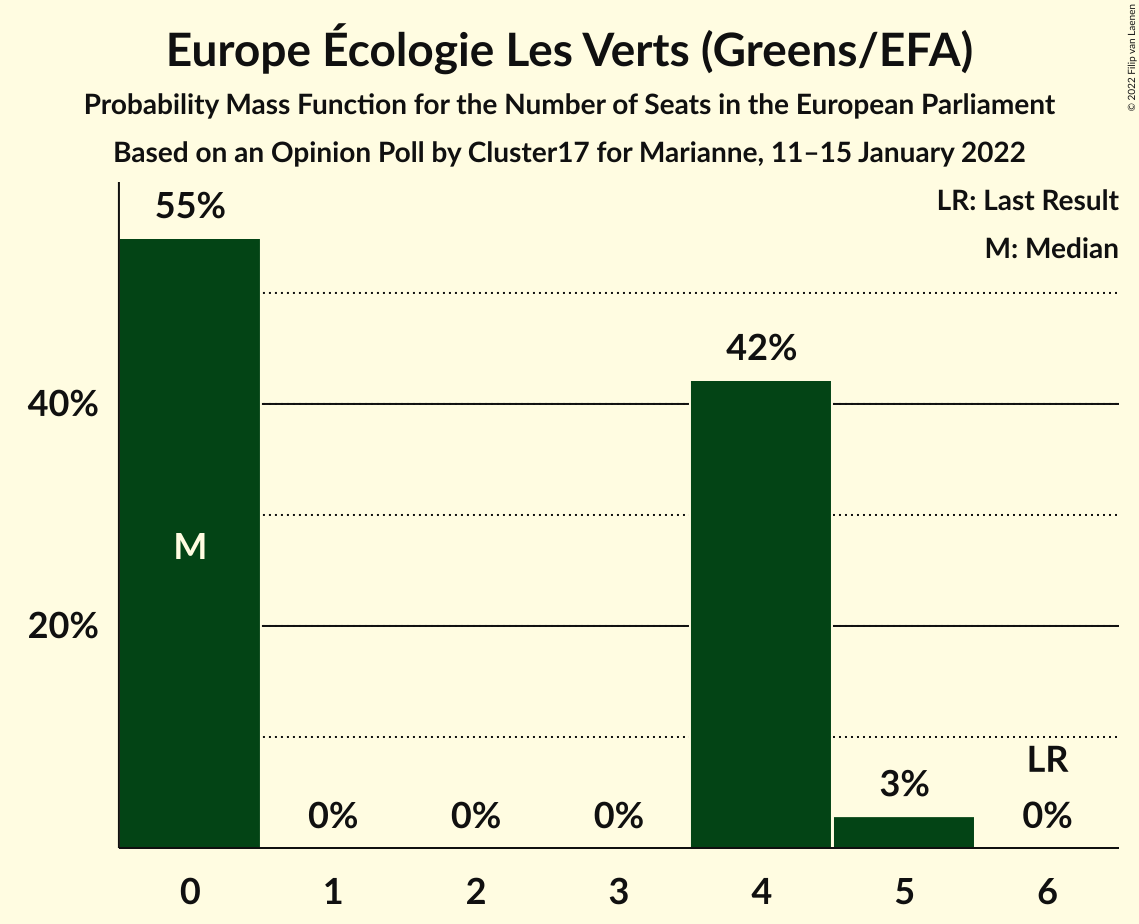 Europe Écologie Les Verts (Greens/EFA)
Probability Mass Function for the Number of Seats in the European Parliament
Based on an Opinion Poll by Cluster17 for Marianne, 11–15 January 2022
© 2022 Filip van Laenen
LR: Last Result
M: Median
55%
42%
40%
M
20%
LR
3%
0% 0% 0% 0%
0 1 2 3 4 5 6